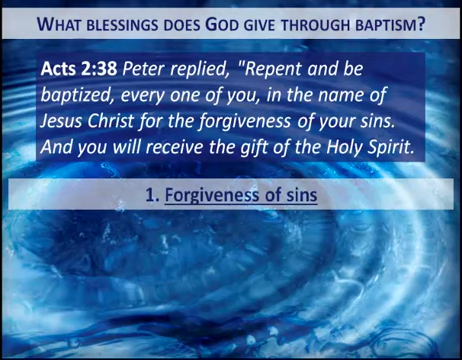 WHAT BLESSINGS DOES GOD GIVE THROUGH BAPTISM?
Acts 2:38 Peter replied, "Repent and be
baptized, every one of you, in the name of
Jesus Christ for the forgiveness of your sins.
And you will receive the gift of the Holy Spirit.
1. Forgiveness of sins